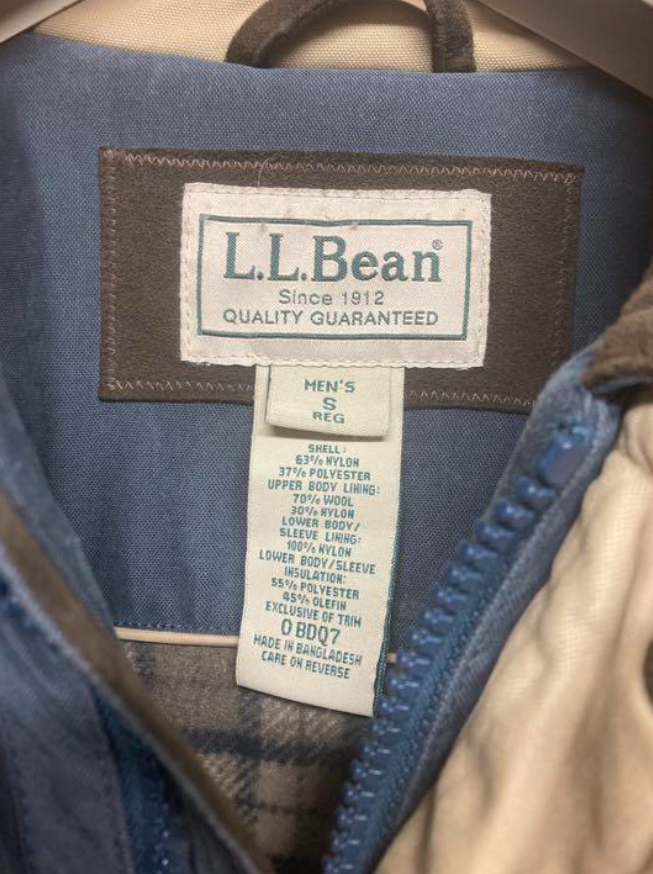 L.L.Bean®
Since 1912
QUALITY GUARANTEED
MEN'S
S
REG
SHELL:
63% NYLON
37% POLYESTER
UPPER BODY LINING:
70% WOOL
30% NYLON
LOWER BODY/
SLEEVE LINING:
100% NYLON
LOWER BODY/SLEEVE
INSULATION:
55% POLYESTER
45% OLEFIN
EXCLUSIVE OF TRIM
0 BDQ7
MADE IN BANGLADESH
CARE ON REVERSE